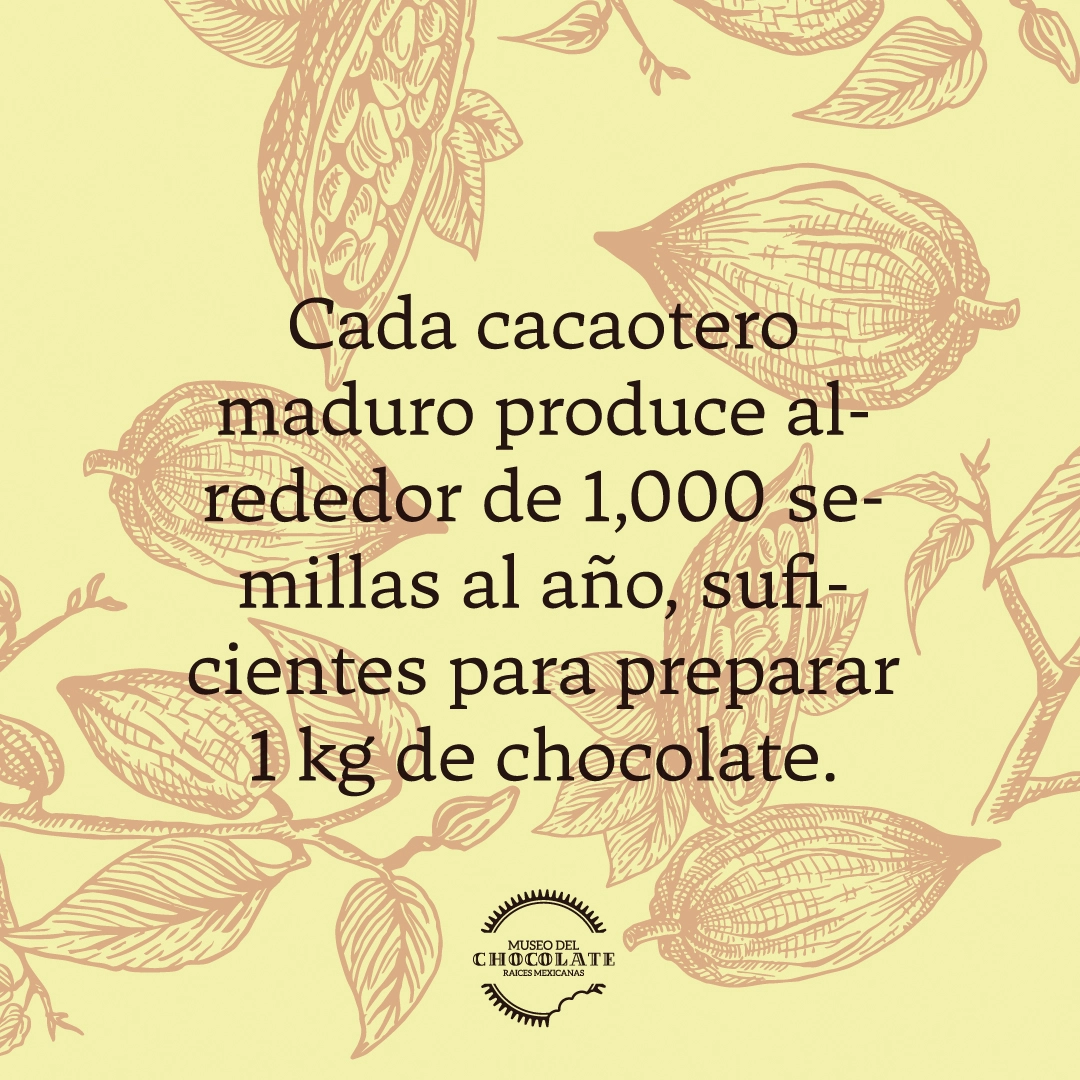 Cada cacaotero
maduro produce al-
rededor de 1,000 se-
millas al año, sufi-
cientes para preparar
1 kg de chocolate.
MUSEO DEL
CHOCOLATE
RAICES MEXICANAS